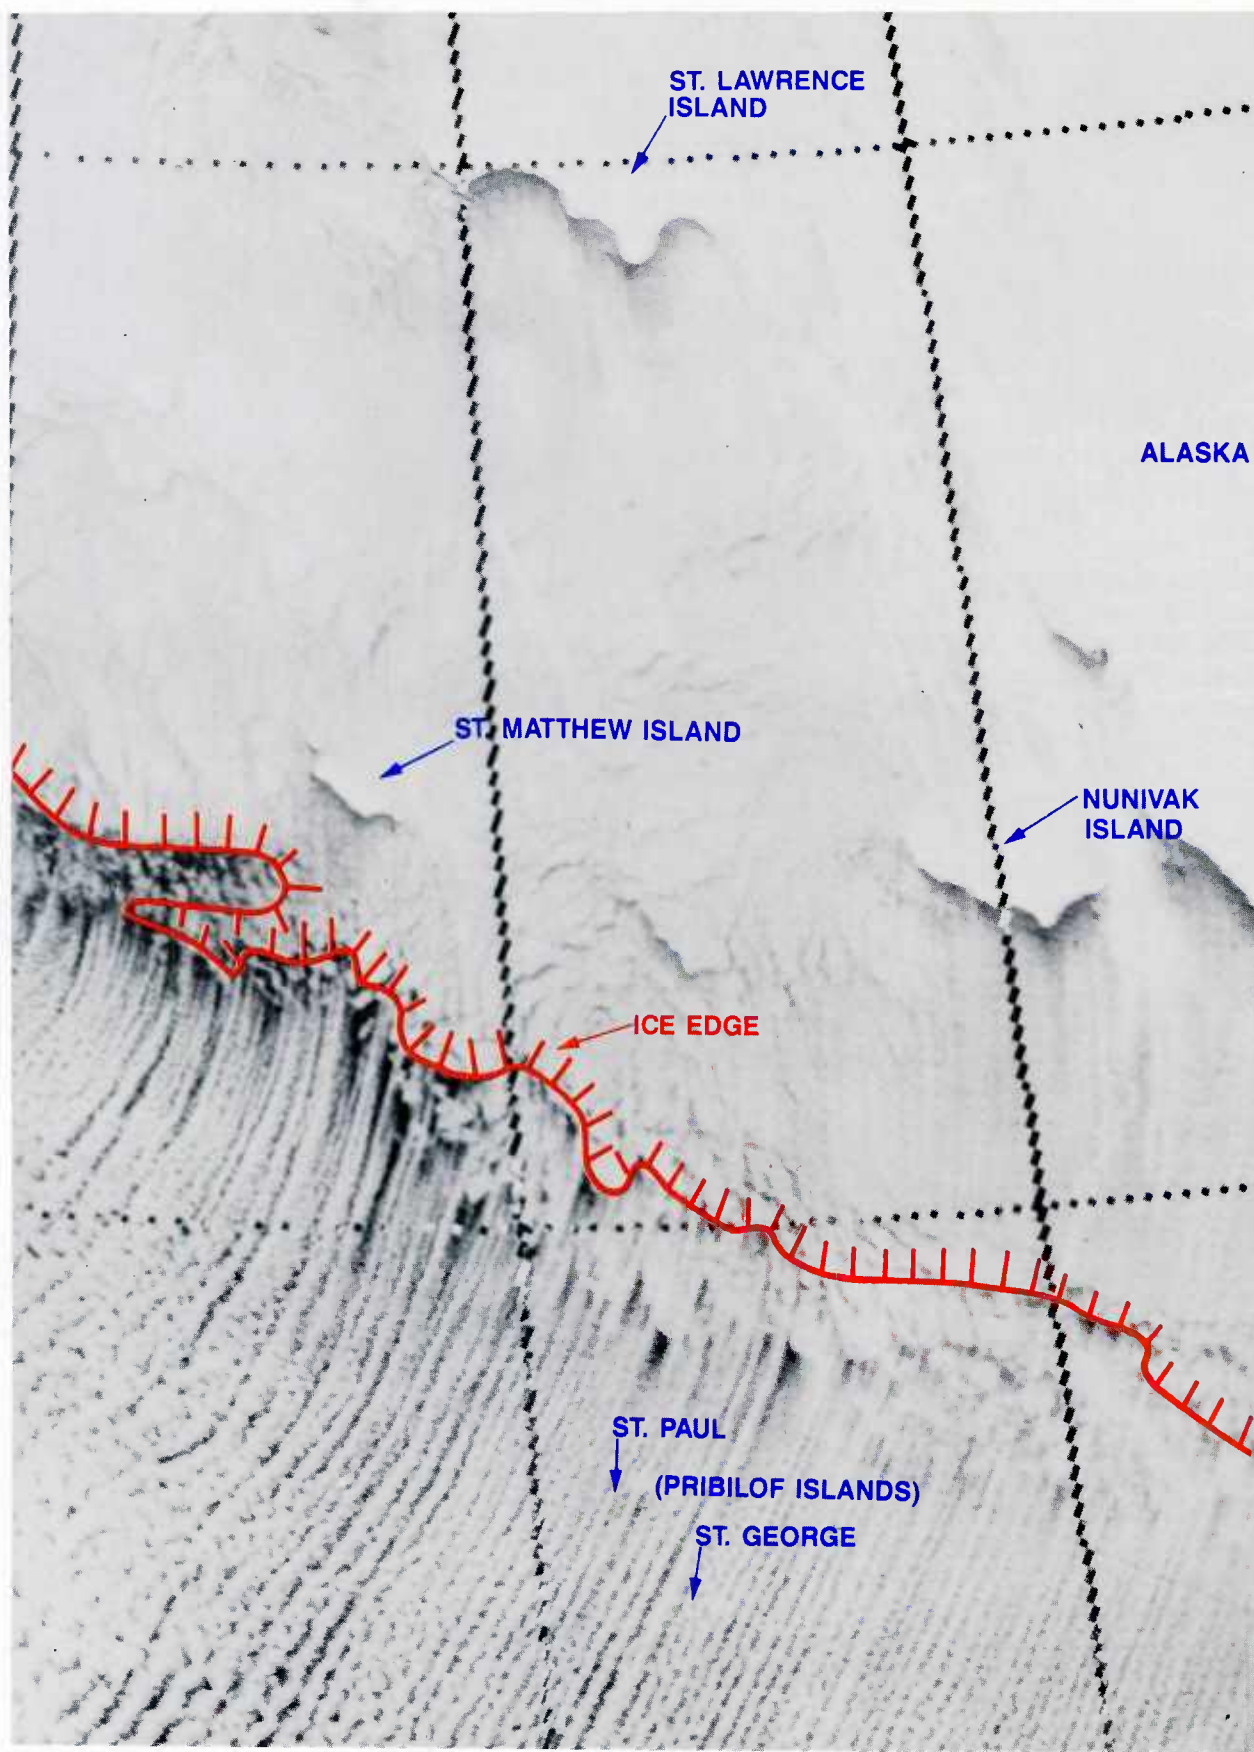 ST. LAWRENCE
ISLAND
ALASKA
ST. MATTHEW ISLAND
NUNIVAK
ISLAND
ICE EDGE
ST. PAUL
(PRIBILOF ISLANDS)
ST. GEORGE